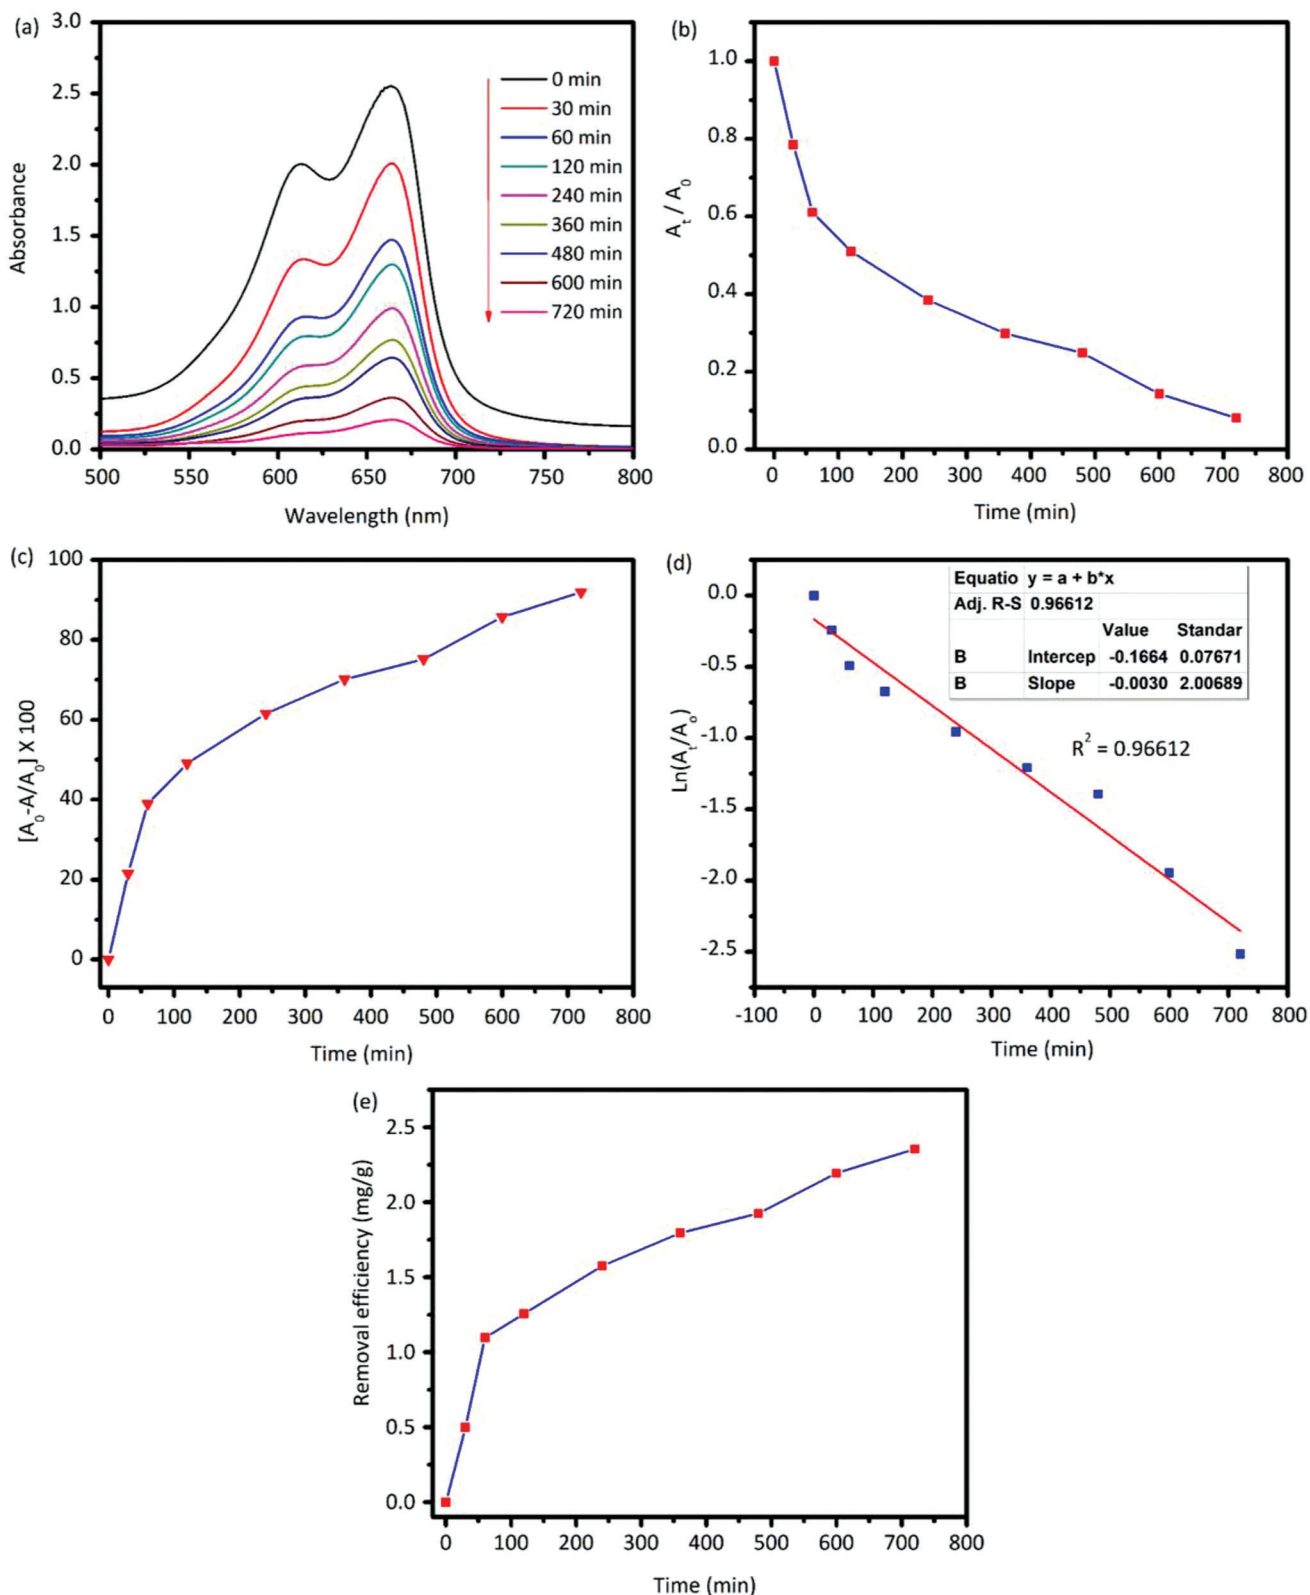 (a)
3.0
2.5
2.0
1.5
1.0
0.5
0.0
Absorbance
0 min
30 min
60 min
120 min
240 min
360 min
480 min
600 min
720 min
500 550 600 650 700 750 800
Wavelength (nm)
(b)
1.0
0.8
0.6
0.4
0.2
0.0
A_t / A_0
0 100 200 300 400 500 600 700 800
Time (min)
(c)
100
80
60
40
20
0
[A_0-A/A_0] X 100
0 100 200 300 400 500 600 700 800
Time (min)
(d)
0.0
-0.5
-1.0
-1.5
-2.0
-2.5
Ln(A_t/A_o)
Equatio y = a + b*x
Adj. R-S 0.96612
Value Standar
B Intercep -0.1664 0.07671
B Slope -0.0030 2.00689
R² = 0.96612
-100 0 100 200 300 400 500 600 700 800
Time (min)
(e)
2.5
2.0
1.5
1.0
0.5
0.0
Removal efficiency (mg/g)
0 100 200 300 400 500 600 700 800
Time (min)